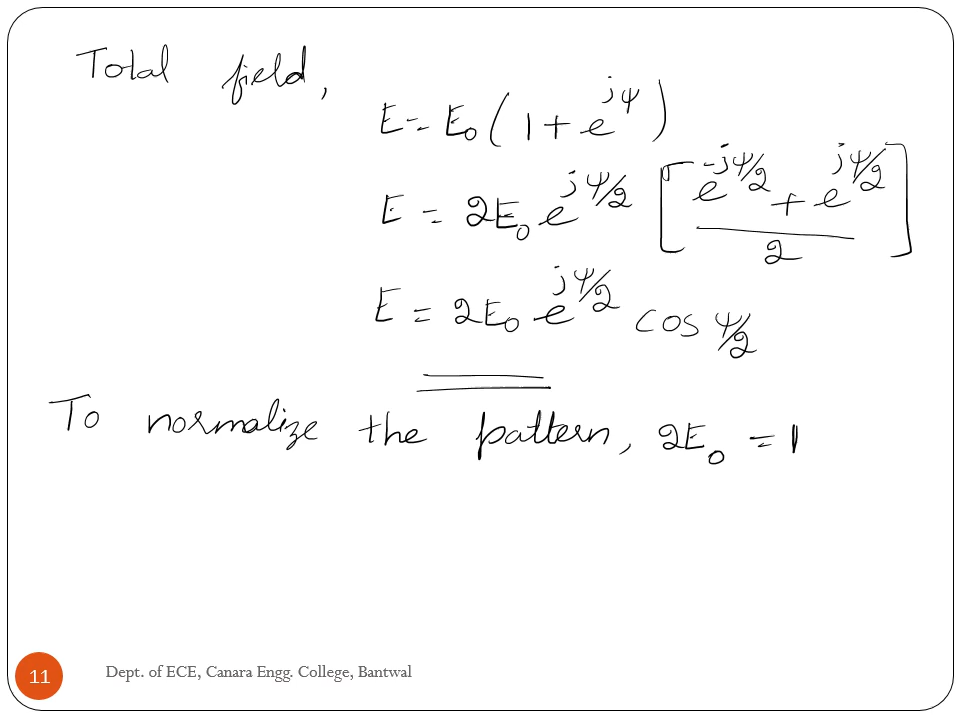 Total field,
E = E₀ ( 1 + e^{jψ} )
E = 2E₀ e^{jψ/2} [ (e^{-jψ/2} + e^{jψ/2}) / 2 ]
E = 2E₀ e^{jψ/2} cos ψ/2
To normalize the pattern, 2E₀ = 1
11 Dept. of ECE, Canara Engg. College, Bantwal